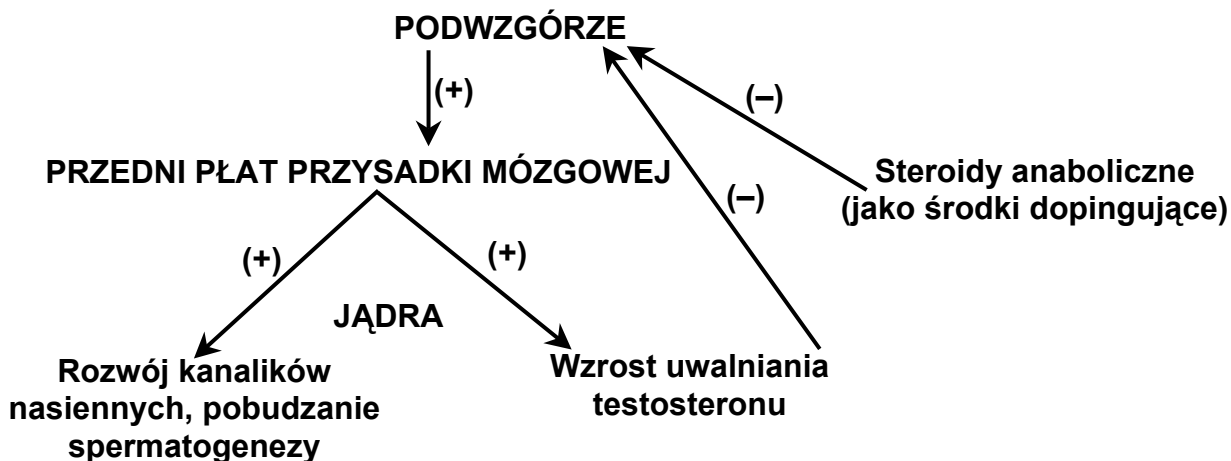 PODWZGÓRZE
(+)
(–)
PRZEDNI PŁAT PRZYSADKI MÓZGOWEJ
Steroidy anaboliczne
(jako środki dopingujące)
(–)
(+)
(+)
JĄDRA
Rozwój kanalików
nasiennych, pobudzanie
spermatogenezy
Wzrost uwalniania
testosteronu